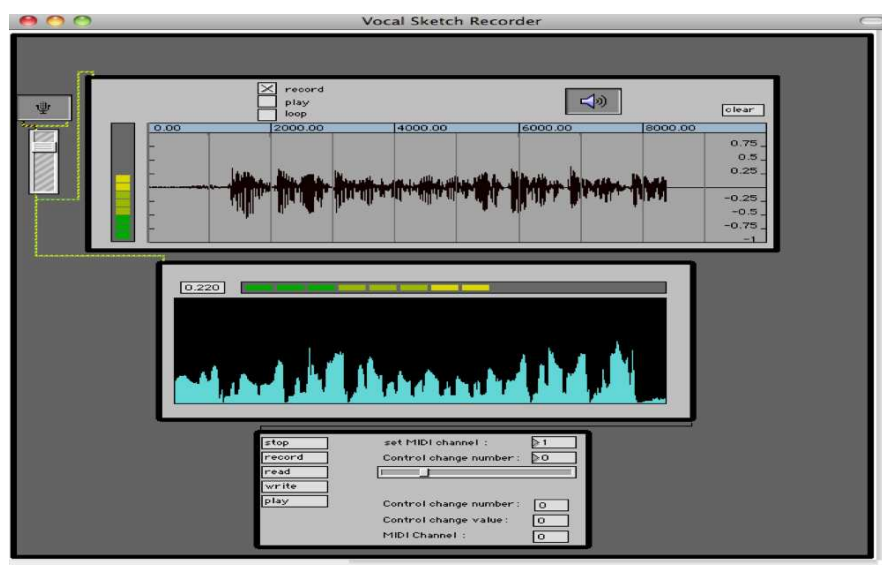 Vocal Sketch Recorder
record
play
loop
clear
0.00 2000.00 4000.00 6000.00 8000.00
0.75
0.5
0.25
-0.25
-0.5
-0.75
-1
0.220
stop set MIDI channel : 1
record Control change number : 0
read
write
play Control change number : 0
Control change value : 0
MIDI Channel : 0